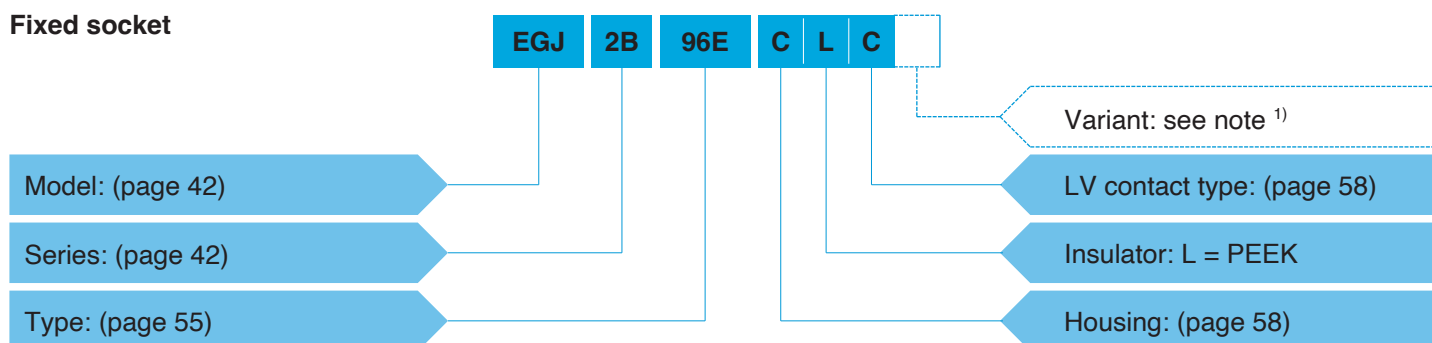 Fixed socket
EGJ 2B 96E C L C
Variant: see note 1)
Model: (page 42)
LV contact type: (page 58)
Series: (page 42)
Insulator: L = PEEK
Type: (page 55)
Housing: (page 58)